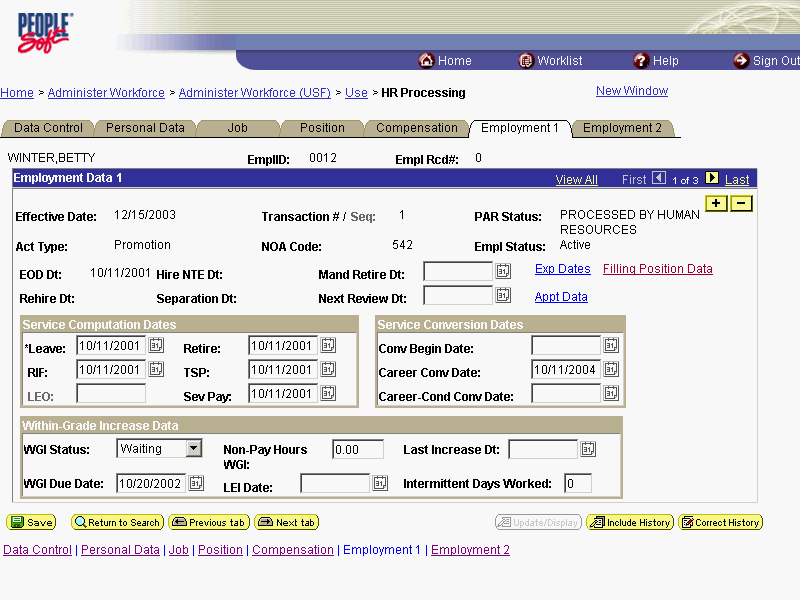 PEOPLE
Soft®
Home Worklist Help Sign Out
Home > Administer Workforce > Administer Workforce (USF) > Use > HR Processing New Window
Data Control Personal Data Job Position Compensation Employment 1 Employment 2
WINTER,BETTY EmplID: 0012 Empl Rcd#: 0
Employment Data 1 View All First 1 of 3 Last
Effective Date: 12/15/2003 Transaction # / Seq: 1 PAR Status: PROCESSED BY HUMAN RESOURCES
Act Type: Promotion NOA Code: 542 Empl Status: Active
EOD Dt: 10/11/2001 Hire NTE Dt: Mand Retire Dt: Exp Dates Filling Position Data
Rehire Dt: Separation Dt: Next Review Dt: Appt Data
Service Computation Dates Service Conversion Dates
*Leave: 10/11/2001 Retire: 10/11/2001 Conv Begin Date:
RIF: 10/11/2001 TSP: 10/11/2001 Career Conv Date: 10/11/2004
LEO: Sev Pay: 10/11/2001 Career-Cond Conv Date:
Within-Grade Increase Data
WGI Status: Waiting Non-Pay Hours WGI: 0.00 Last Increase Dt:
WGI Due Date: 10/20/2002 LEI Date: Intermittent Days Worked: 0
Save Return to Search Previous tab Next tab Update/Display Include History Correct History
Data Control | Personal Data | Job | Position | Compensation | Employment 1 | Employment 2